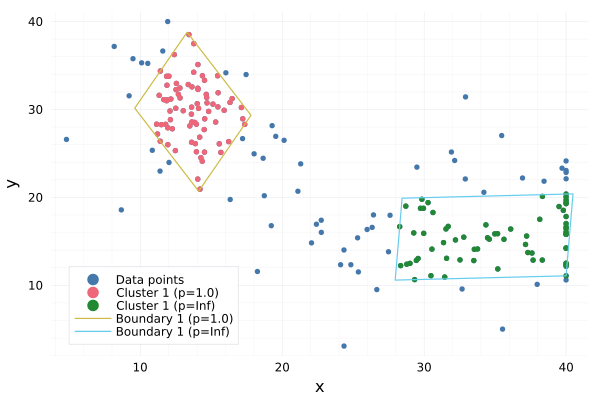 40
30
20
10
y
Data points
Cluster 1 (p=1.0)
Cluster 1 (p=Inf)
Boundary 1 (p=1.0)
Boundary 1 (p=Inf)
10
20
30
40
x